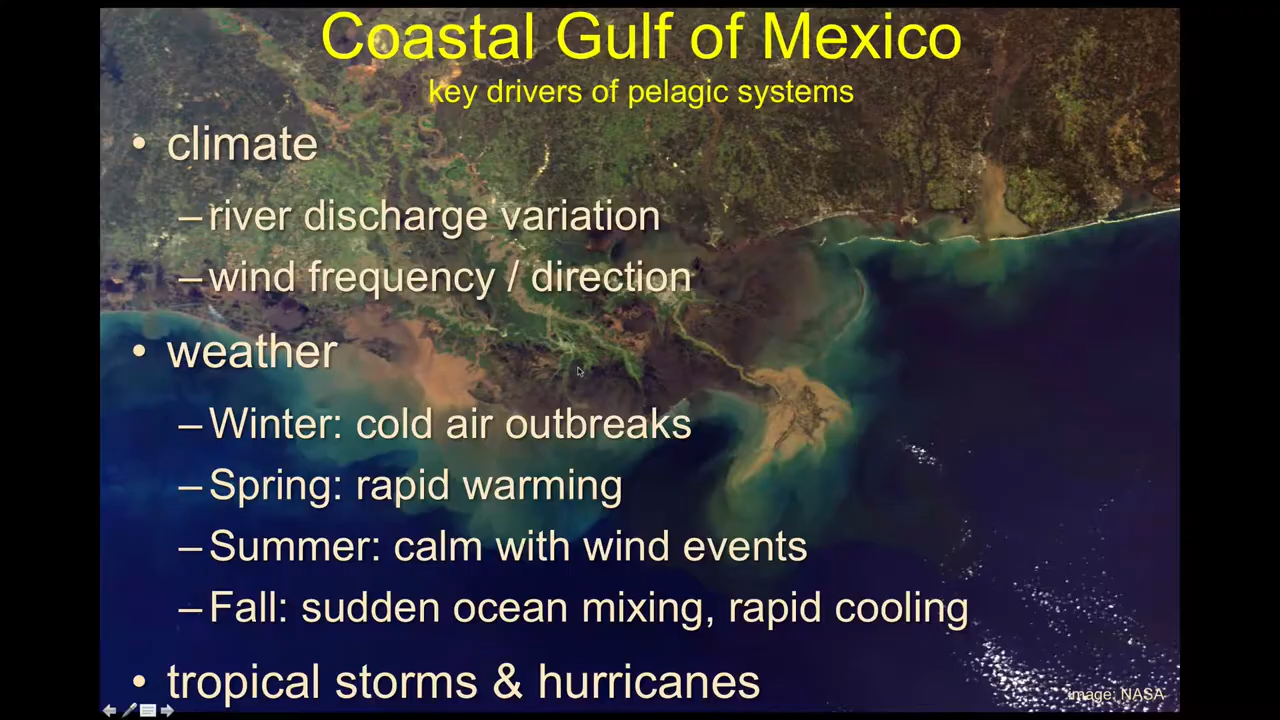 Coastal Gulf of Mexico
key drivers of pelagic systems
• climate
–river discharge variation
–wind frequency / direction
• weather
–Winter: cold air outbreaks
–Spring: rapid warming
–Summer: calm with wind events
–Fall: sudden ocean mixing, rapid cooling
• tropical storms & hurricanes
image: NASA